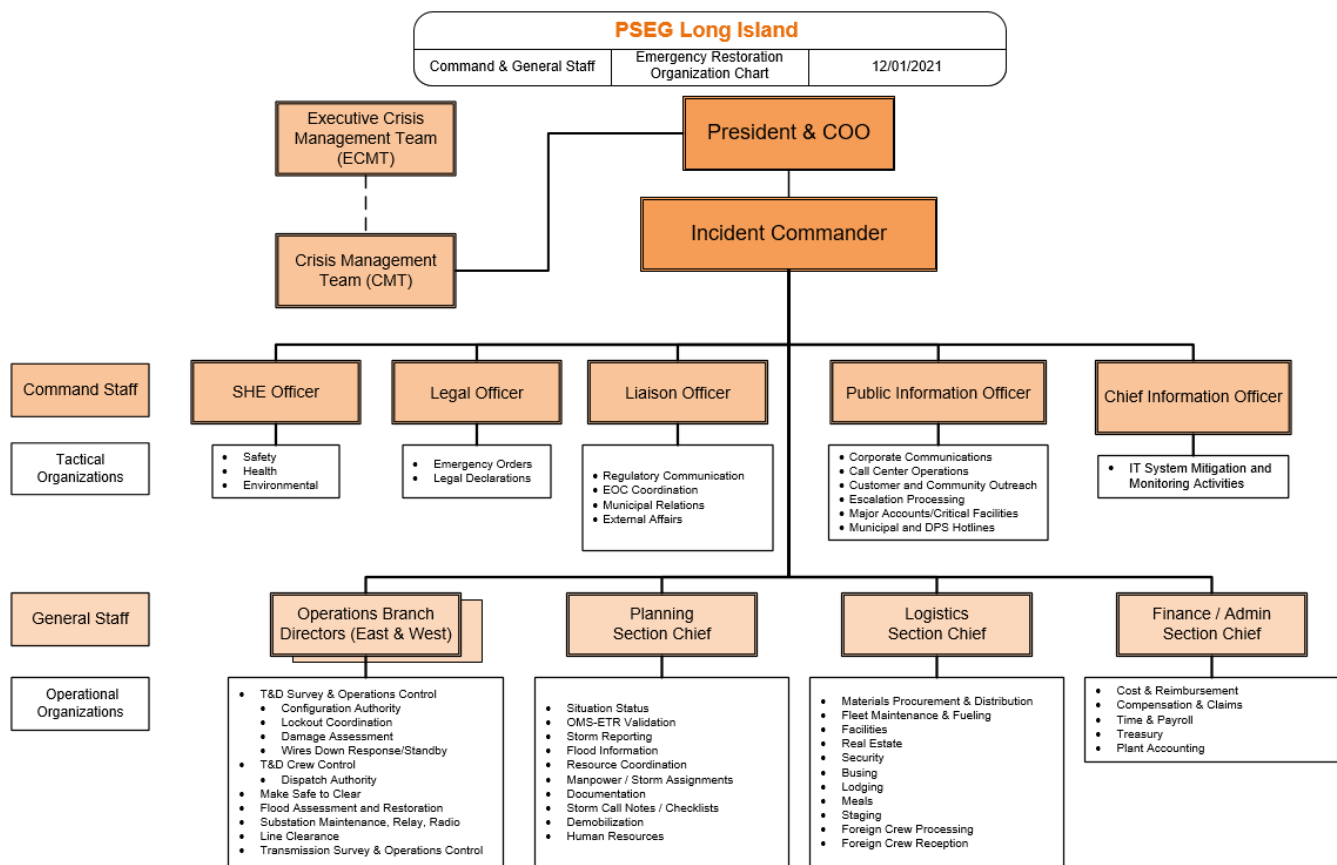 PSEG Long Island
Command & General Staff
Emergency Restoration
Organization Chart
12/01/2021
Executive Crisis
Management Team
(ECMT)
President & COO
Incident Commander
Crisis Management
Team (CMT)
Command Staff
SHE Officer
Legal Officer
Liaison Officer
Public Information Officer
Chief Information Officer
Tactical
Organizations
• Safety
• Health
• Environmental
• Emergency Orders
• Legal Declarations
• Regulatory Communication
• EOC Coordination
• Municipal Relations
• External Affairs
• Corporate Communications
• Call Center Operations
• Customer and Community Outreach
• Escalation Processing
• Major Accounts/Critical Facilities
• Municipal and DPS Hotlines
• IT System Mitigation and
Monitoring Activities
General Staff
Operations Branch
Directors (East & West)
Planning
Section Chief
Logistics
Section Chief
Finance / Admin
Section Chief
Operational
Organizations
• T&D Survey & Operations Control
• Configuration Authority
• Lockout Coordination
• Damage Assessment
• Wires Down Response/Standby
• T&D Crew Control
• Dispatch Authority
• Make Safe to Clear
• Flood Assessment and Restoration
• Substation Maintenance, Relay, Radio
• Line Clearance
• Transmission Survey & Operations Control
• Situation Status
• OMS-ETR Validation
• Storm Reporting
• Flood Information
• Resource Coordination
• Manpower / Storm Assignments
• Documentation
• Storm Call Notes / Checklists
• Demobilization
• Human Resources
• Materials Procurement & Distribution
• Fleet Maintenance & Fueling
• Facilities
• Real Estate
• Security
• Busing
• Lodging
• Meals
• Staging
• Foreign Crew Processing
• Foreign Crew Reception
• Cost & Reimbursement
• Compensation & Claims
• Time & Payroll
• Treasury
• Plant Accounting